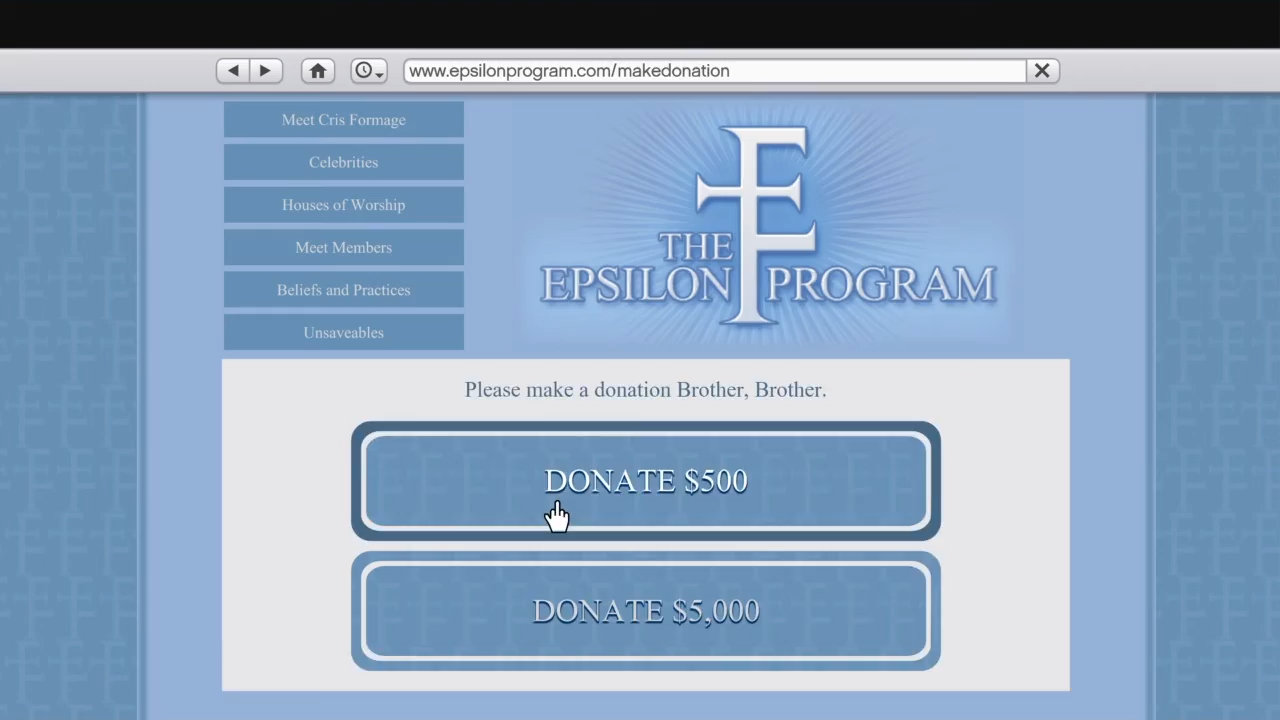 www.epsilonprogram.com/makedonation
Meet Cris Formage
Celebrities
Houses of Worship
Meet Members
Beliefs and Practices
Unsaveables
THE
EPSILON PROGRAM
Please make a donation Brother, Brother.
DONATE $500
DONATE $5,000